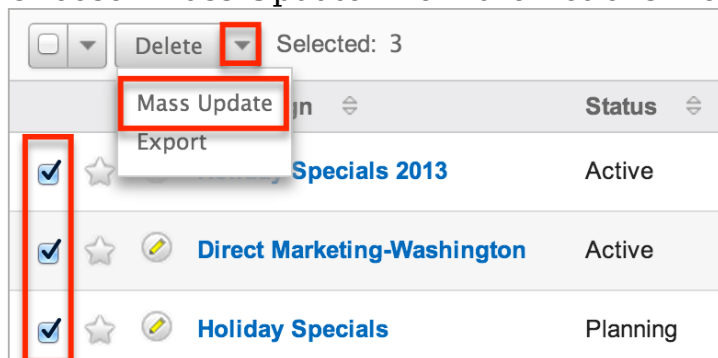 Delete Selected: 3
Mass Update
Status
Export
Specials 2013 Active
Direct Marketing-Washington Active
Holiday Specials Planning